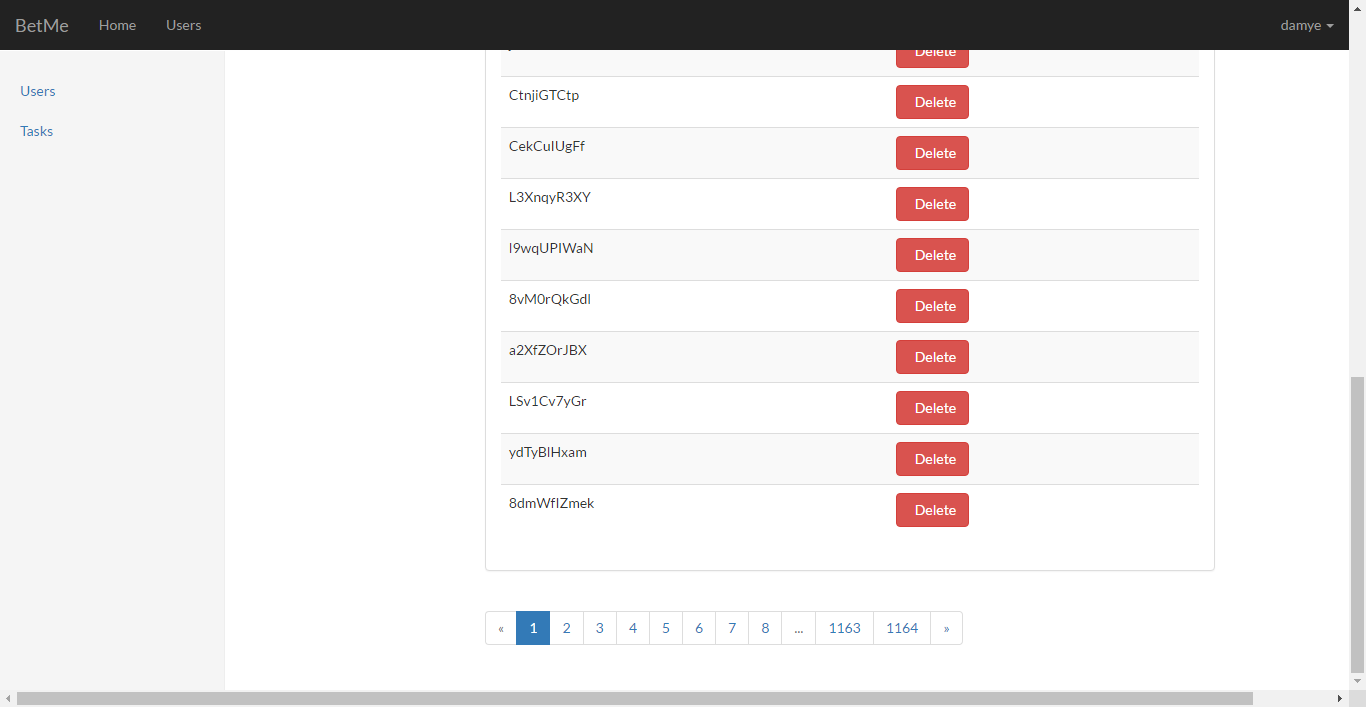 BetMe Home Users damye
Users
Tasks
Delete
CtnjiGTCtp Delete
CekCuIUgFf Delete
L3XnqyR3XY Delete
l9wqUPIWaN Delete
8vM0rQkGdl Delete
a2XfZOrJBX Delete
LSv1Cv7yGr Delete
ydTyBlHxam Delete
8dmWfIZmek Delete
« 1 2 3 4 5 6 7 8 ... 1163 1164 »